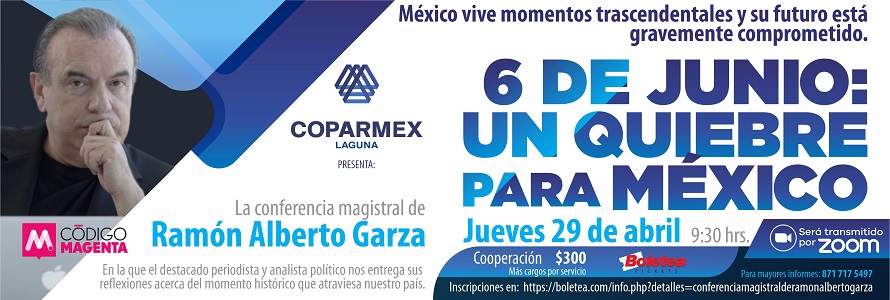 México vive momentos trascendentales y su futuro está
gravemente comprometido.
COPARMEX
LAGUNA
PRESENTA:
6 DE JUNIO:
UN QUIEBRE
PARA MÉXICO
La conferencia magistral de
Ramón Alberto Garza
M.
CÓDIGO
MAGENTA
En la que el destacado periodista y analista político nos entrega sus
reflexiones acerca del momento histórico que atraviesa nuestro país.
Jueves 29 de abril 9:30 hrs.
Será transmitido
por zoom
Cooperación $300
Más cargos por servicio
Boletea
TICKETS
Para mayores informes: 871 717 5497
Inscripciones en: https://boletea.com/info.php?detalles=conferenciamagistralderamonalbertogarza